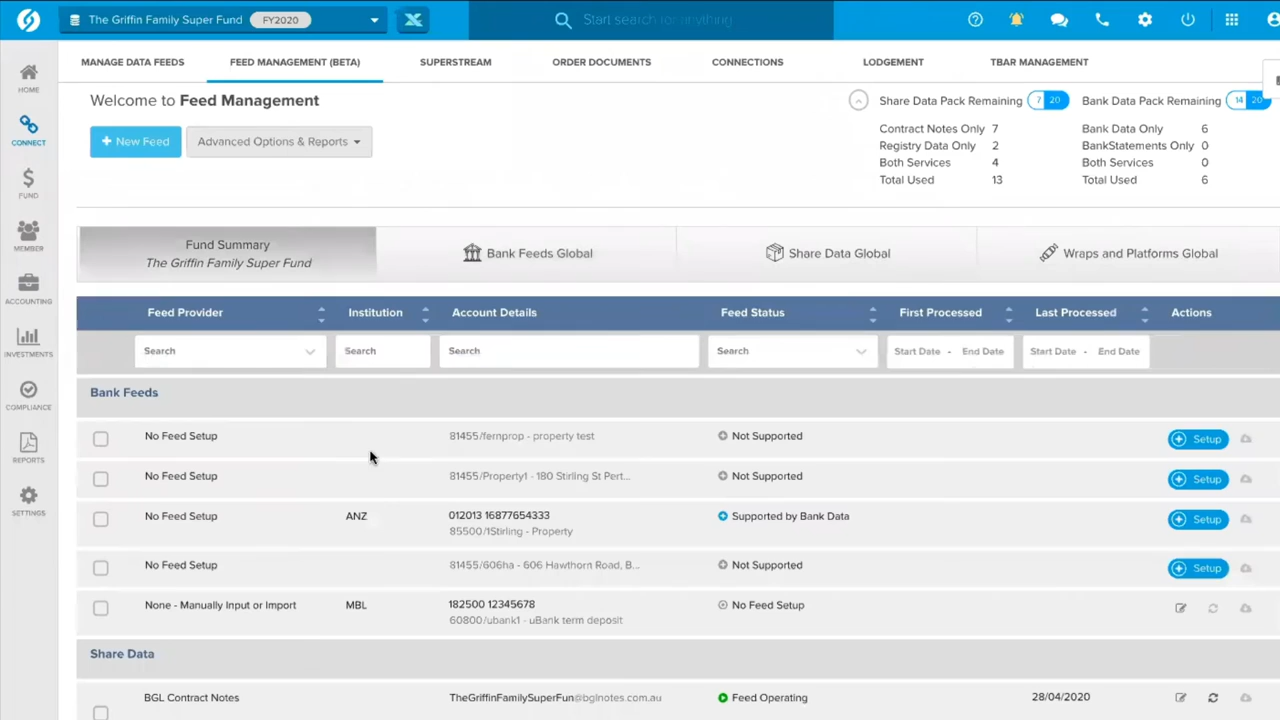 The Griffin Family Super Fund FY2020
Start search for anything
HOME
CONNECT
FUND
MEMBER
ACCOUNTING
INVESTMENTS
COMPLIANCE
REPORTS
SETTINGS
MANAGE DATA FEEDS FEED MANAGEMENT (BETA) SUPERSTREAM ORDER DOCUMENTS CONNECTIONS LODGEMENT TBAR MANAGEMENT
Welcome to Feed Management
+ New Feed Advanced Options & Reports
Share Data Pack Remaining 7 20 Bank Data Pack Remaining 14 20
Contract Notes Only 7 Bank Data Only 6
Registry Data Only 2 BankStatements Only 0
Both Services 4 Both Services 0
Total Used 13 Total Used 6
Fund Summary
The Griffin Family Super Fund
Bank Feeds Global Share Data Global Wraps and Platforms Global
Feed Provider Institution Account Details Feed Status First Processed Last Processed Actions
Search Search Search Search Start Date - End Date Start Date - End Date
Bank Feeds
No Feed Setup 81455/fernprop - property test Not Supported Setup
No Feed Setup 81455/Property1 - 180 Stirling St Pert... Not Supported Setup
No Feed Setup ANZ 012013 16877654333 Supported by Bank Data Setup
85500/1Stirling - Property
No Feed Setup 81455/606ha - 606 Hawthorn Road, B... Not Supported Setup
None - Manually Input or Import MBL 182500 12345678 No Feed Setup
60800/ubank1 - uBank term deposit
Share Data
BGL Contract Notes TheGriffinFamilySuperFun@bglnotes.com.au Feed Operating 28/04/2020